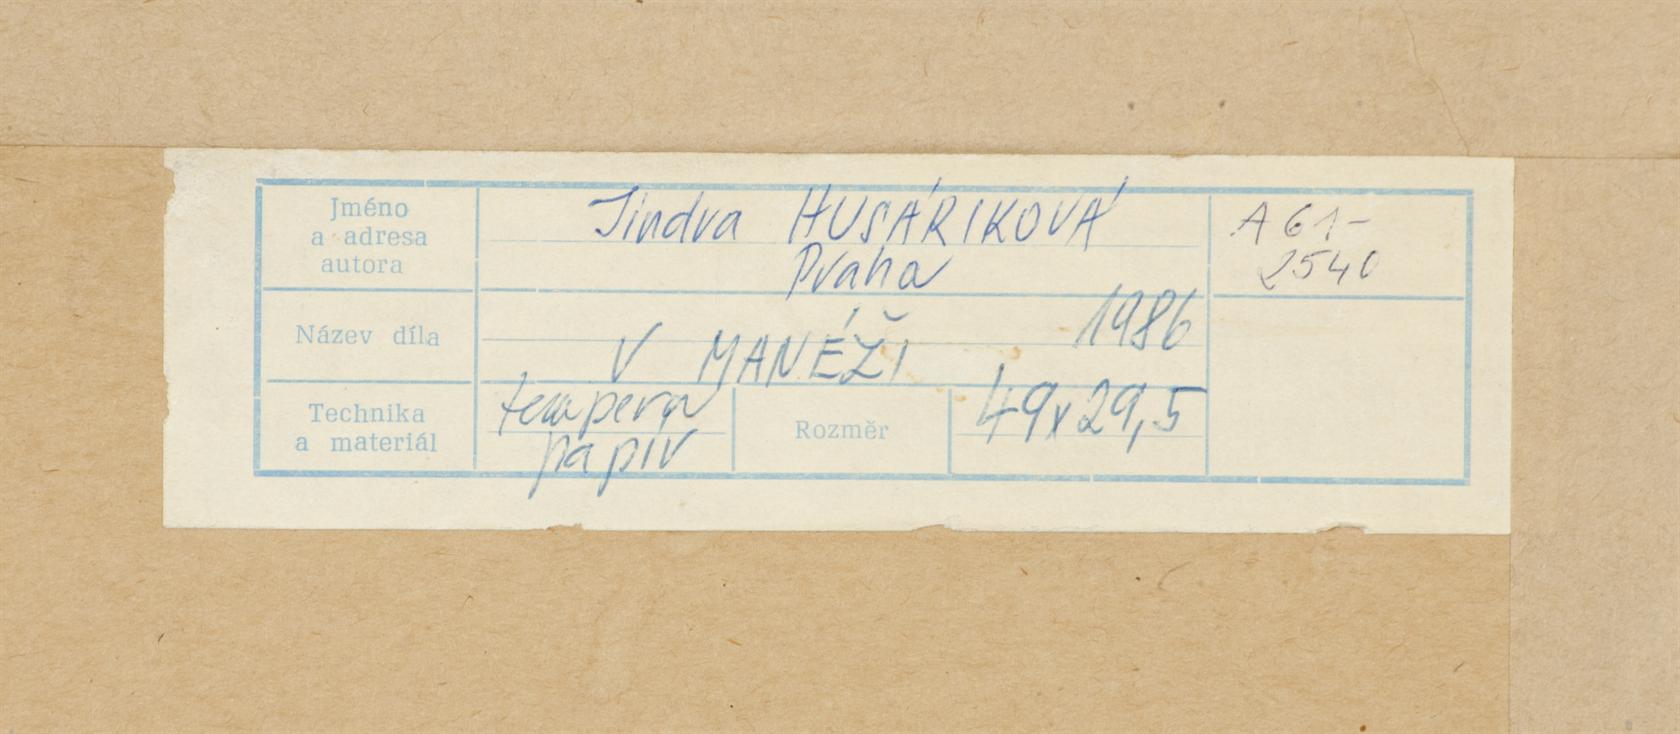 Jméno
a adresa
autora
Jindra HUSÁRIKOVÁ
Praha
A 61-
2540
Název díla
V MANÉŽI
1986
Technika
a materiál
tempera
papír
Rozměr
49x29,5